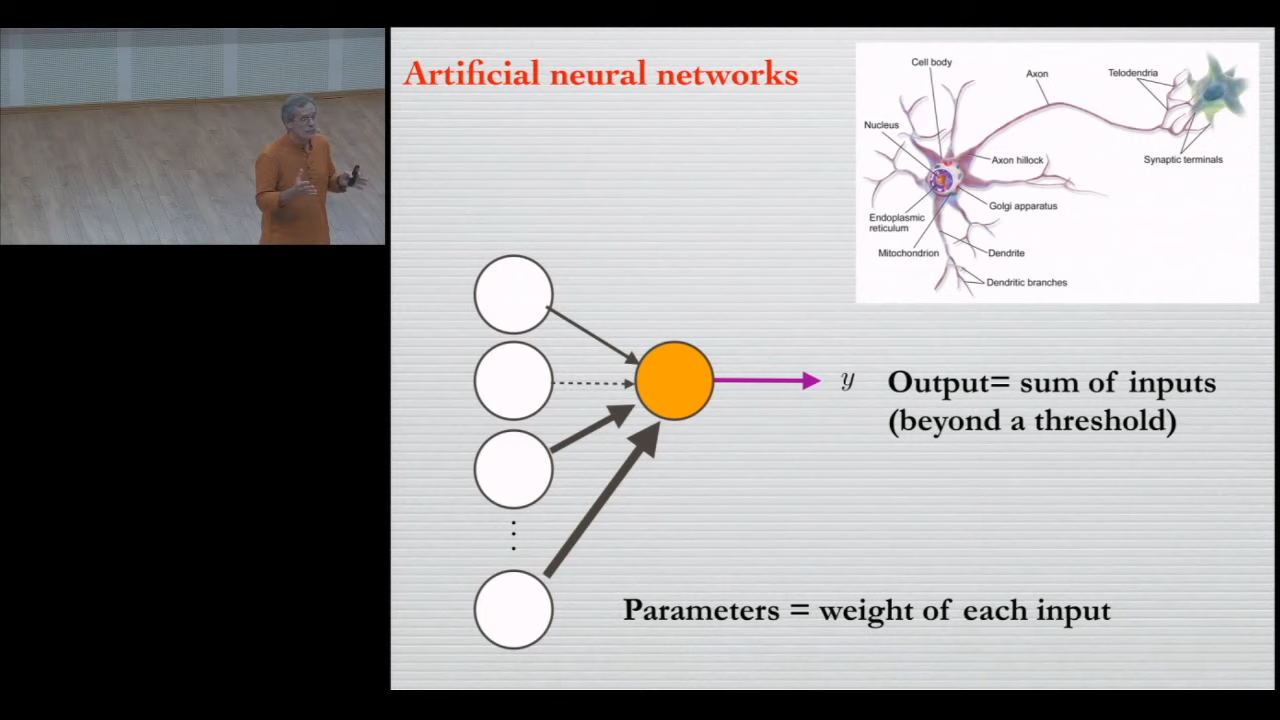 Artificial neural networks
Cell body
Axon
Telodendria
Nucleus
Axon hillock
Synaptic terminals
Golgi apparatus
Endoplasmic
reticulum
Mitochondrion
Dendrite
Dendritic branches
y
Output= sum of inputs
(beyond a threshold)
Parameters = weight of each input